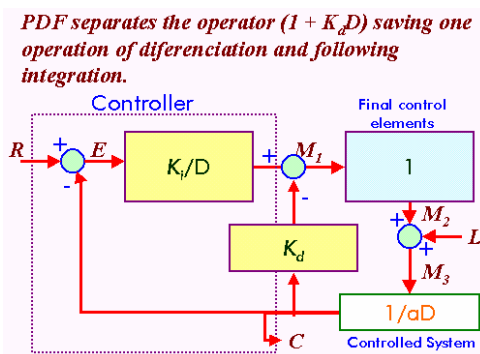 PDF separates the operator (1 + KdD) saving one
operation of diferenciation and following
integration.
Controller
Final control
elements
R
+
E
-
Ki/D
+
M1
-
1
M2
+
+
L
M3
Kd
1/aD
C
Controlled System